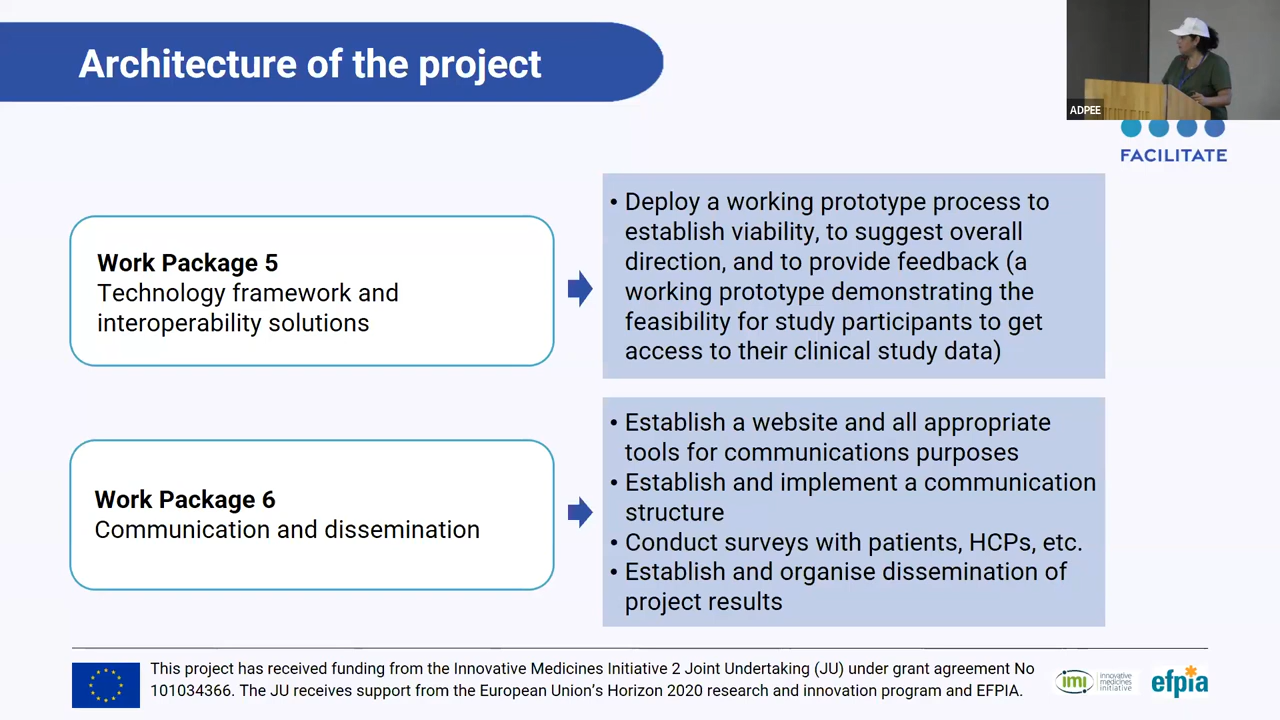 Architecture of the project
ADPEE
FACILITATE
Work Package 5
Technology framework and
interoperability solutions
• Deploy a working prototype process to
establish viability, to suggest overall
direction, and to provide feedback (a
working prototype demonstrating the
feasibility for study participants to get
access to their clinical study data)
Work Package 6
Communication and dissemination
• Establish a website and all appropriate
tools for communications purposes
• Establish and implement a communication
structure
• Conduct surveys with patients, HCPs, etc.
• Establish and organise dissemination of
project results
This project has received funding from the Innovative Medicines Initiative 2 Joint Undertaking (JU) under grant agreement No
101034366. The JU receives support from the European Union’s Horizon 2020 research and innovation program and EFPIA.
imi
innovative
medicines
initiative
efpia